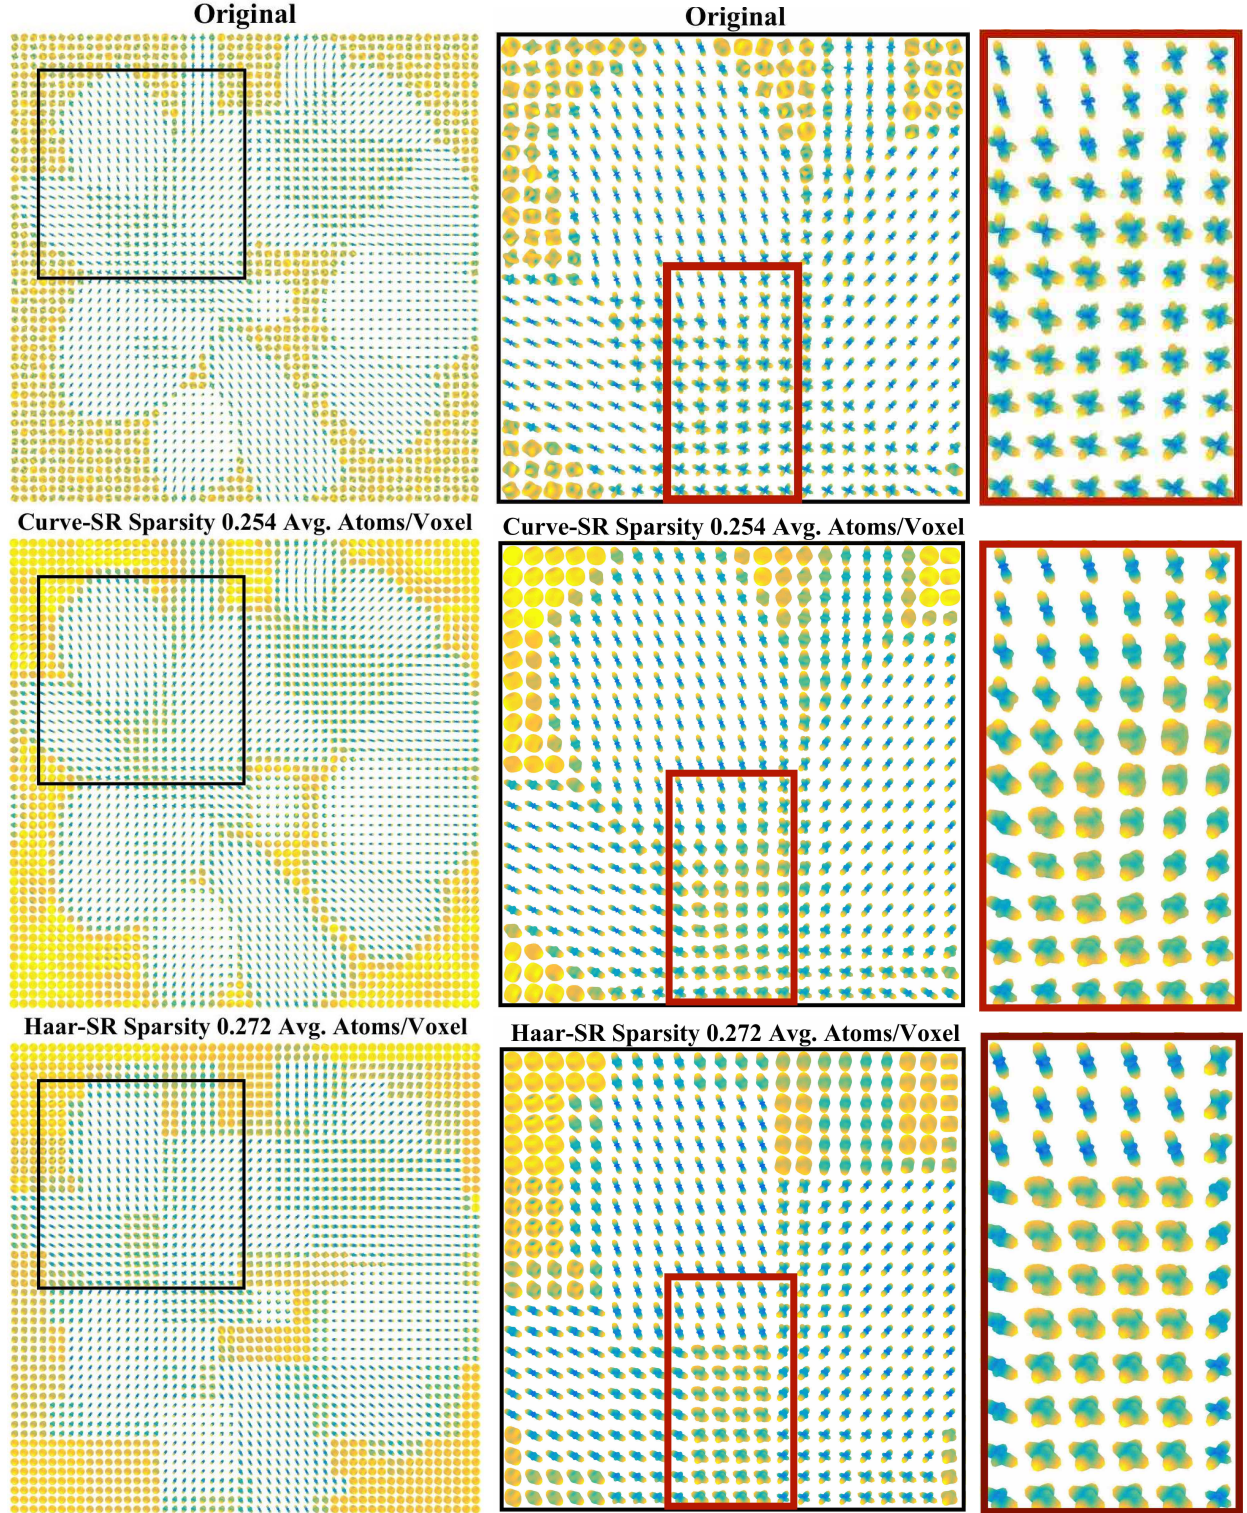 Original
Original
Curve-SR Sparsity 0.254 Avg. Atoms/Voxel
Curve-SR Sparsity 0.254 Avg. Atoms/Voxel
Haar-SR Sparsity 0.272 Avg. Atoms/Voxel
Haar-SR Sparsity 0.272 Avg. Atoms/Voxel